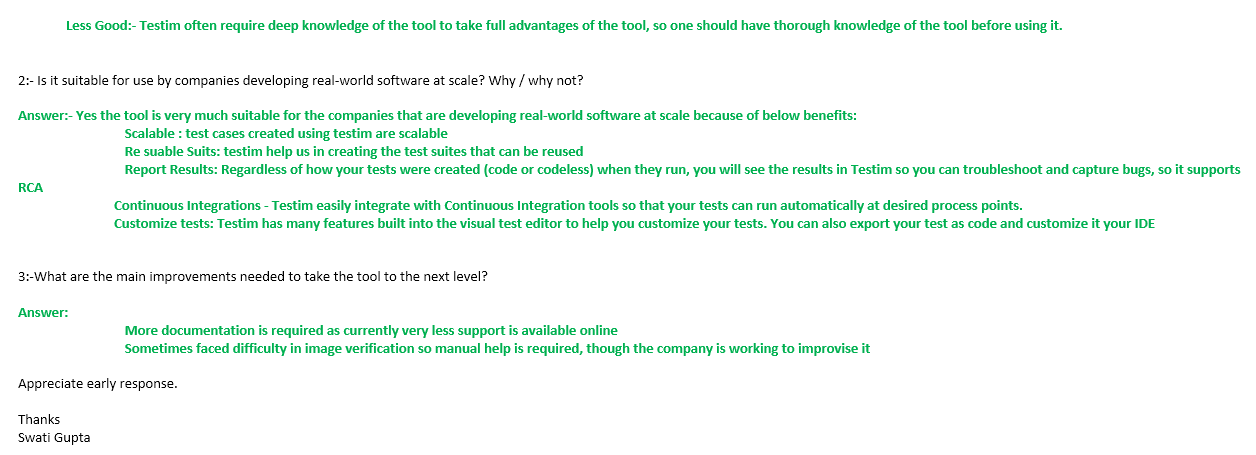 Less Good:- Testim often require deep knowledge of the tool to take full advantages of the tool, so one should have thorough knowledge of the tool before using it.
2:- Is it suitable for use by companies developing real-world software at scale? Why / why not?
Answer:- Yes the tool is very much suitable for the companies that are developing real-world software at scale because of below benefits:
Scalable : test cases created using testim are scalable
Re suable Suits: testim help us in creating the test suites that can be reused
Report Results: Regardless of how your tests were created (code or codeless) when they run, you will see the results in Testim so you can troubleshoot and capture bugs, so it supports
RCA
Continuous Integrations - Testim easily integrate with Continuous Integration tools so that your tests can run automatically at desired process points.
Customize tests: Testim has many features built into the visual test editor to help you customize your tests. You can also export your test as code and customize it your IDE
3:-What are the main improvements needed to take the tool to the next level?
Answer:
More documentation is required as currently very less support is available online
Sometimes faced difficulty in image verification so manual help is required, though the company is working to improvise it
Appreciate early response.
Thanks
Swati Gupta